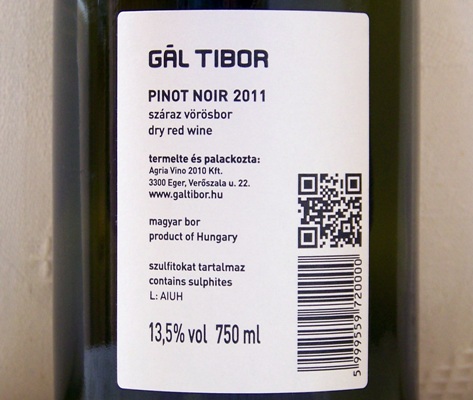 GÁL TIBOR
PINOT NOIR 2011
száraz vörösbor
dry red wine
termelte és palackozta:
Agria Vino 2010 Kft.
3300 Eger, Verőszala u. 22.
www.galtibor.hu
magyar bor
product of Hungary
szulfitokat tartalmaz
contains sulphites
L: AIUH
13,5% vol 750 ml
5 999559 720000